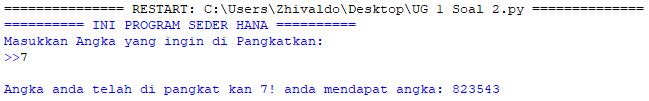 =============== RESTART: C:\Users\Zhivaldo\Desktop\UG 1 Soal 2.py ==============
========== INI PROGRAM SEDER HANA ==========
Masukkan Angka yang ingin di Pangkatkan:
>>7
Angka anda telah di pangkat kan 7! anda mendapat angka: 823543